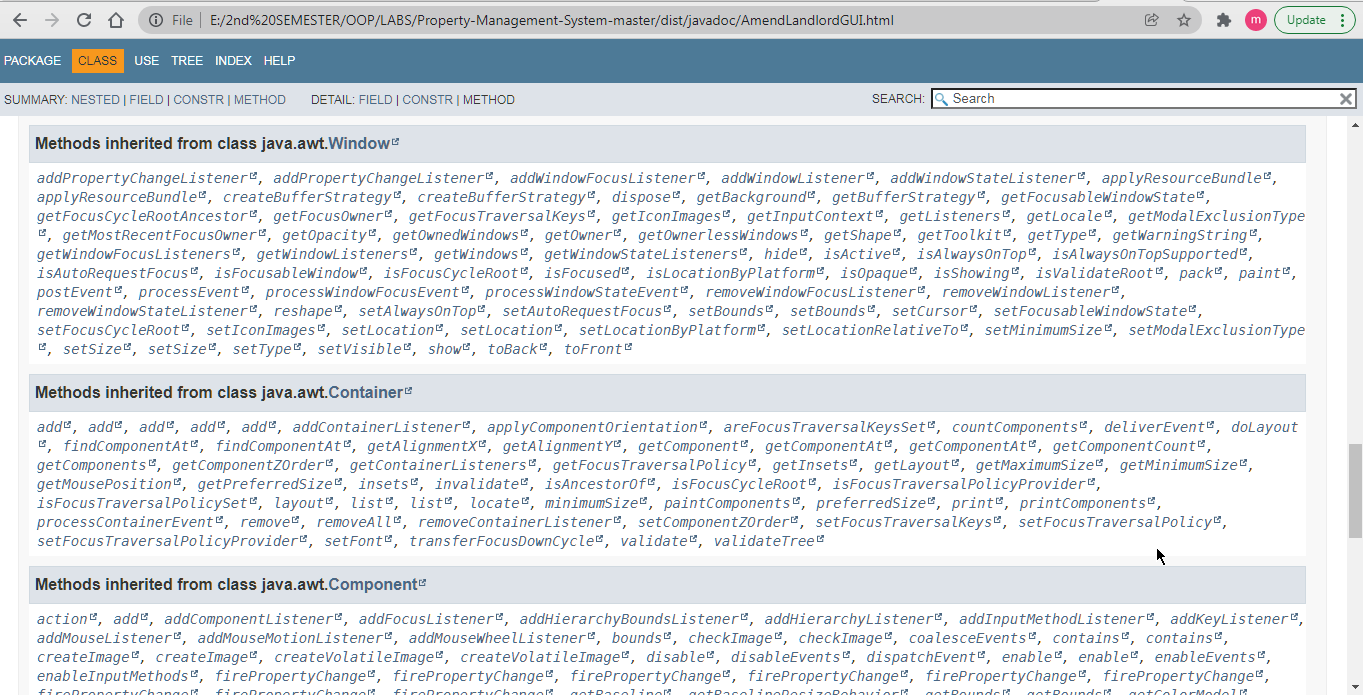 File | E:/2nd%20SEMESTER/OOP/LABS/Property-Management-System-master/dist/javadoc/AmendLandlordGUI.html m Update
PACKAGE CLASS USE TREE INDEX HELP
SUMMARY: NESTED | FIELD | CONSTR | METHOD DETAIL: FIELD | CONSTR | METHOD SEARCH: Search
Methods inherited from class java.awt.Window
addPropertyChangeListener, addPropertyChangeListener, addWindowFocusListener, addWindowListener, addWindowStateListener, applyResourceBundle,
applyResourceBundle, createBufferStrategy, createBufferStrategy, dispose, getBackground, getBufferStrategy, getFocusableWindowState,
getFocusCycleRootAncestor, getFocusOwner, getFocusTraversalKeys, getIconImages, getInputContext, getListeners, getLocale, getModalExclusionType
, getMostRecentFocusOwner, getOpacity, getOwnedWindows, getOwner, getOwnerlessWindows, getShape, getToolkit, getType, getWarningString,
getWindowFocusListeners, getWindowListeners, getWindows, getWindowStateListeners, hide, isActive, isAlwaysOnTop, isAlwaysOnTopSupported,
isAutoRequestFocus, isFocusableWindow, isFocusCycleRoot, isFocused, isLocationByPlatform, isOpaque, isShowing, isValidateRoot, pack, paint,
postEvent, processEvent, processWindowFocusEvent, processWindowStateEvent, removeWindowFocusListener, removeWindowListener,
removeWindowStateListener, reshape, setAlwaysOnTop, setAutoRequestFocus, setBounds, setBounds, setCursor, setFocusableWindowState,
setFocusCycleRoot, setIconImages, setLocation, setLocation, setLocationByPlatform, setLocationRelativeTo, setMinimumSize, setModalExclusionType
, setSize, setSize, setType, setVisible, show, toBack, toFront
Methods inherited from class java.awt.Container
add, add, add, add, add, addContainerListener, applyComponentOrientation, areFocusTraversalKeysSet, countComponents, deliverEvent, doLayout
, findComponentAt, findComponentAt, getAlignmentX, getAlignmentY, getComponent, getComponentAt, getComponentAt, getComponentCount,
getComponents, getComponentZOrder, getContainerListeners, getFocusTraversalPolicy, getInsets, getLayout, getMaximumSize, getMinimumSize,
getMousePosition, getPreferredSize, insets, invalidate, isAncestorOf, isFocusCycleRoot, isFocusTraversalPolicyProvider,
isFocusTraversalPolicySet, layout, list, list, locate, minimumSize, paintComponents, preferredSize, print, printComponents,
processContainerEvent, remove, removeAll, removeContainerListener, setComponentZOrder, setFocusTraversalKeys, setFocusTraversalPolicy,
setFocusTraversalPolicyProvider, setFont, transferFocusDownCycle, validate, validateTree
Methods inherited from class java.awt.Component
action, add, addComponentListener, addFocusListener, addHierarchyBoundsListener, addHierarchyListener, addInputMethodListener, addKeyListener,
addMouseListener, addMouseMotionListener, addMouseWheelListener, bounds, checkImage, checkImage, coalesceEvents, contains, contains,
createImage, createImage, createVolatileImage, createVolatileImage, disable, disableEvents, dispatchEvent, enable, enable, enableEvents,
enableInputMethods, firePropertyChange, firePropertyChange, firePropertyChange, firePropertyChange, firePropertyChange, firePropertyChange,
firePropertyChange, firePropertyChange, firePropertyChange, getBaseline, getBaselineResizeBehavior, getBounds, getBounds, getColorModel,